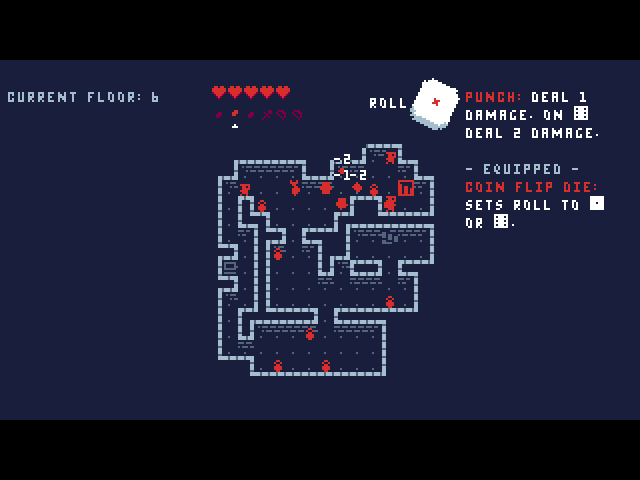 CURRENT FLOOR: 6
ROLL
PUNCH: DEAL 1
DAMAGE. ON
DEAL 2 DAMAGE.
- EQUIPPED -
COIN FLIP DIE:
SETS ROLL TO
OR .
-2
-1-2